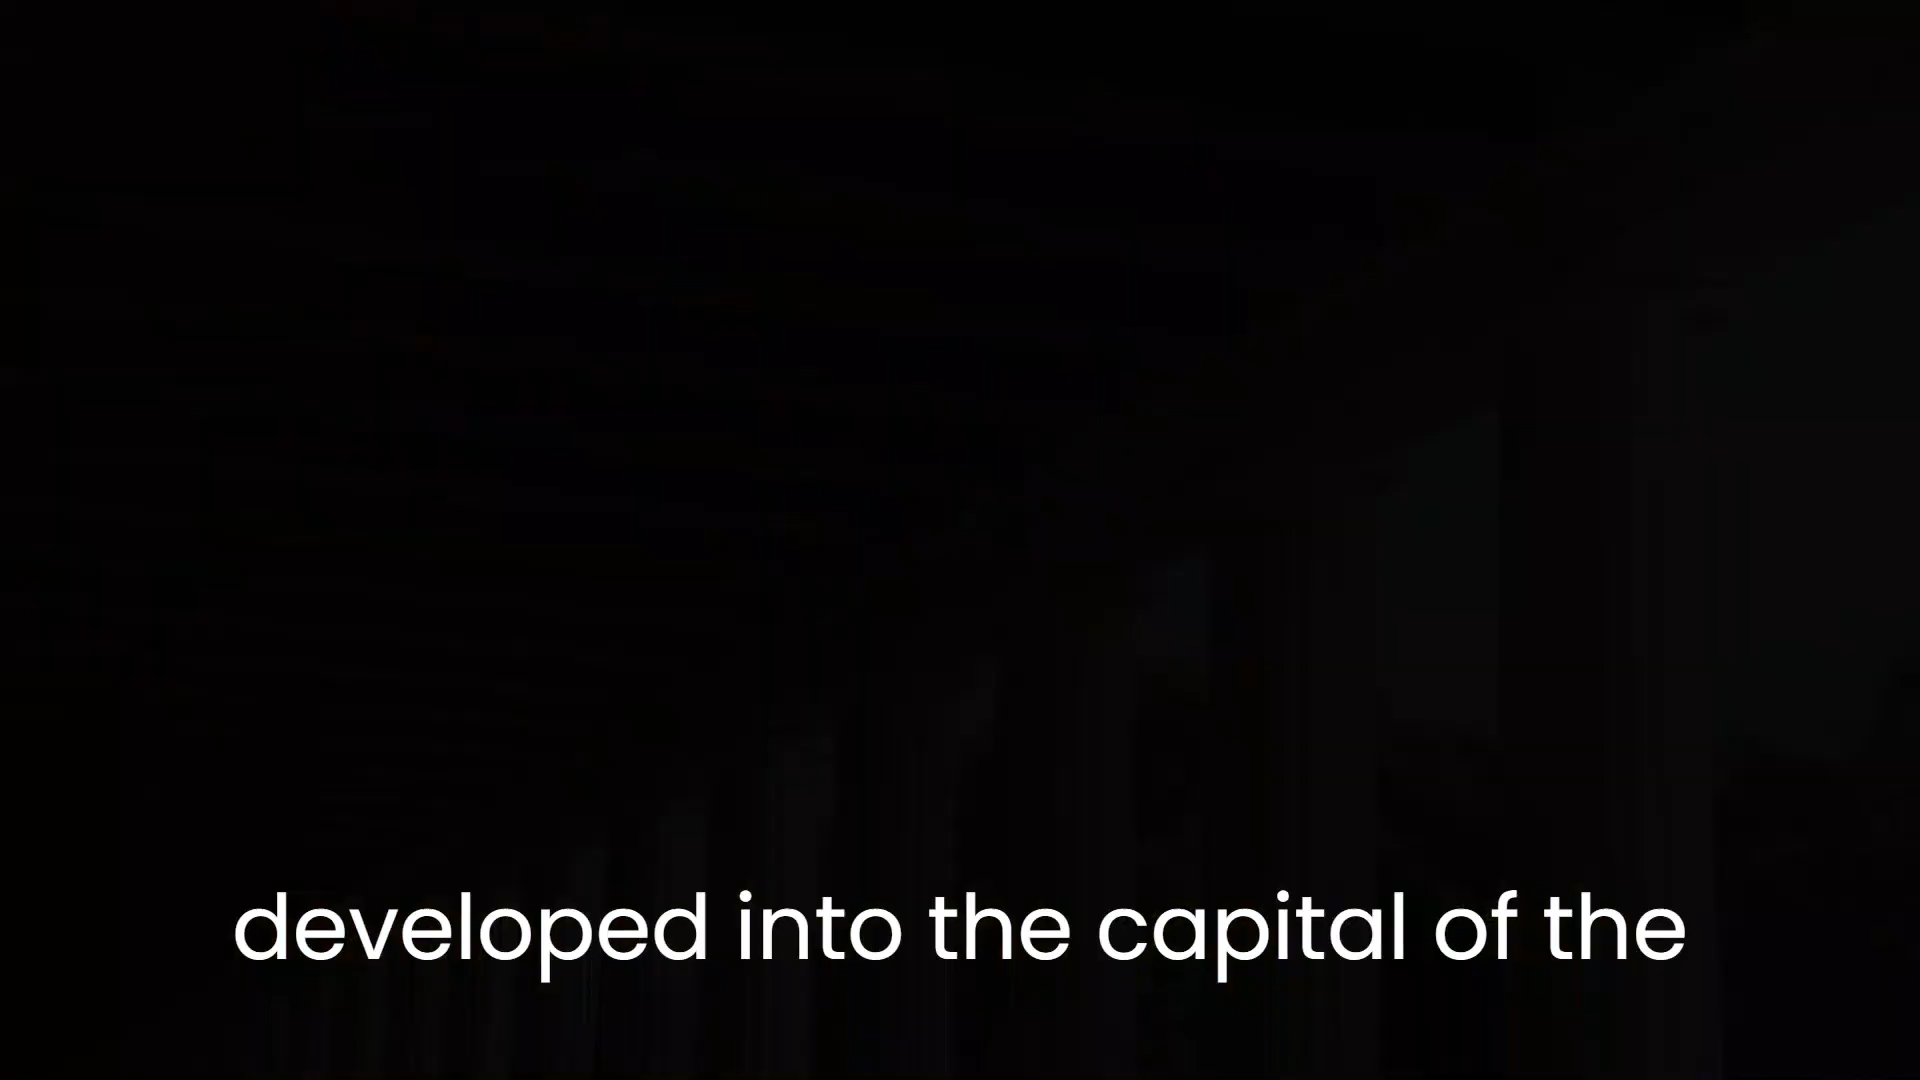 developed into the capital of the